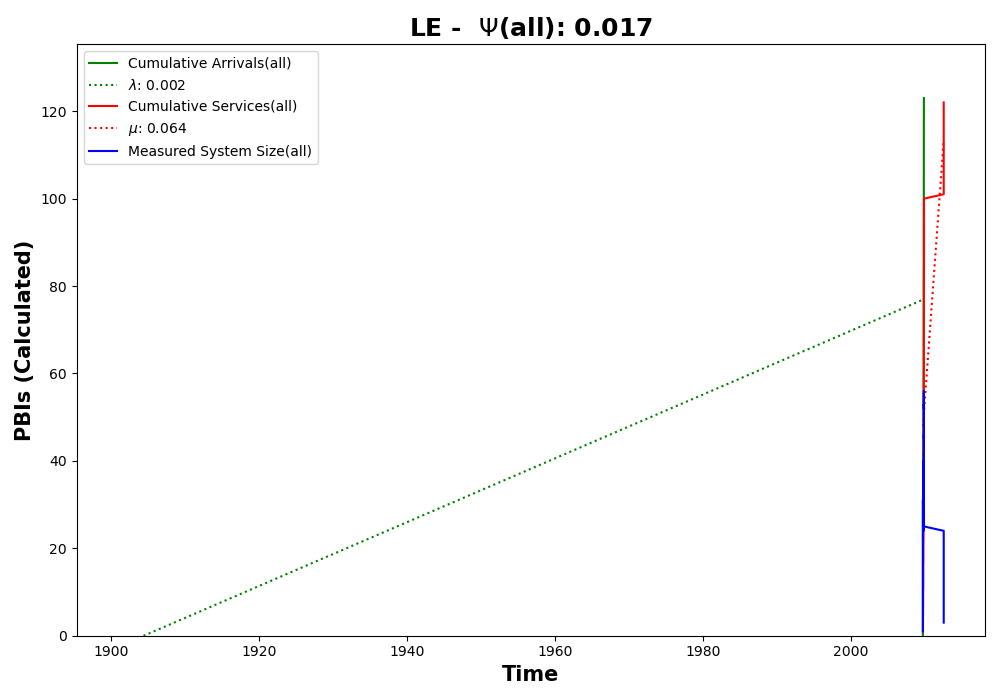 LE -  Ψ(all): 0.017
Cumulative Arrivals(all)
λ: 0.002
Cumulative Services(all)
μ: 0.064
Measured System Size(all)
PBIs (Calculated)
120
100
80
60
40
20
0
1900 1920 1940 1960 1980 2000
Time